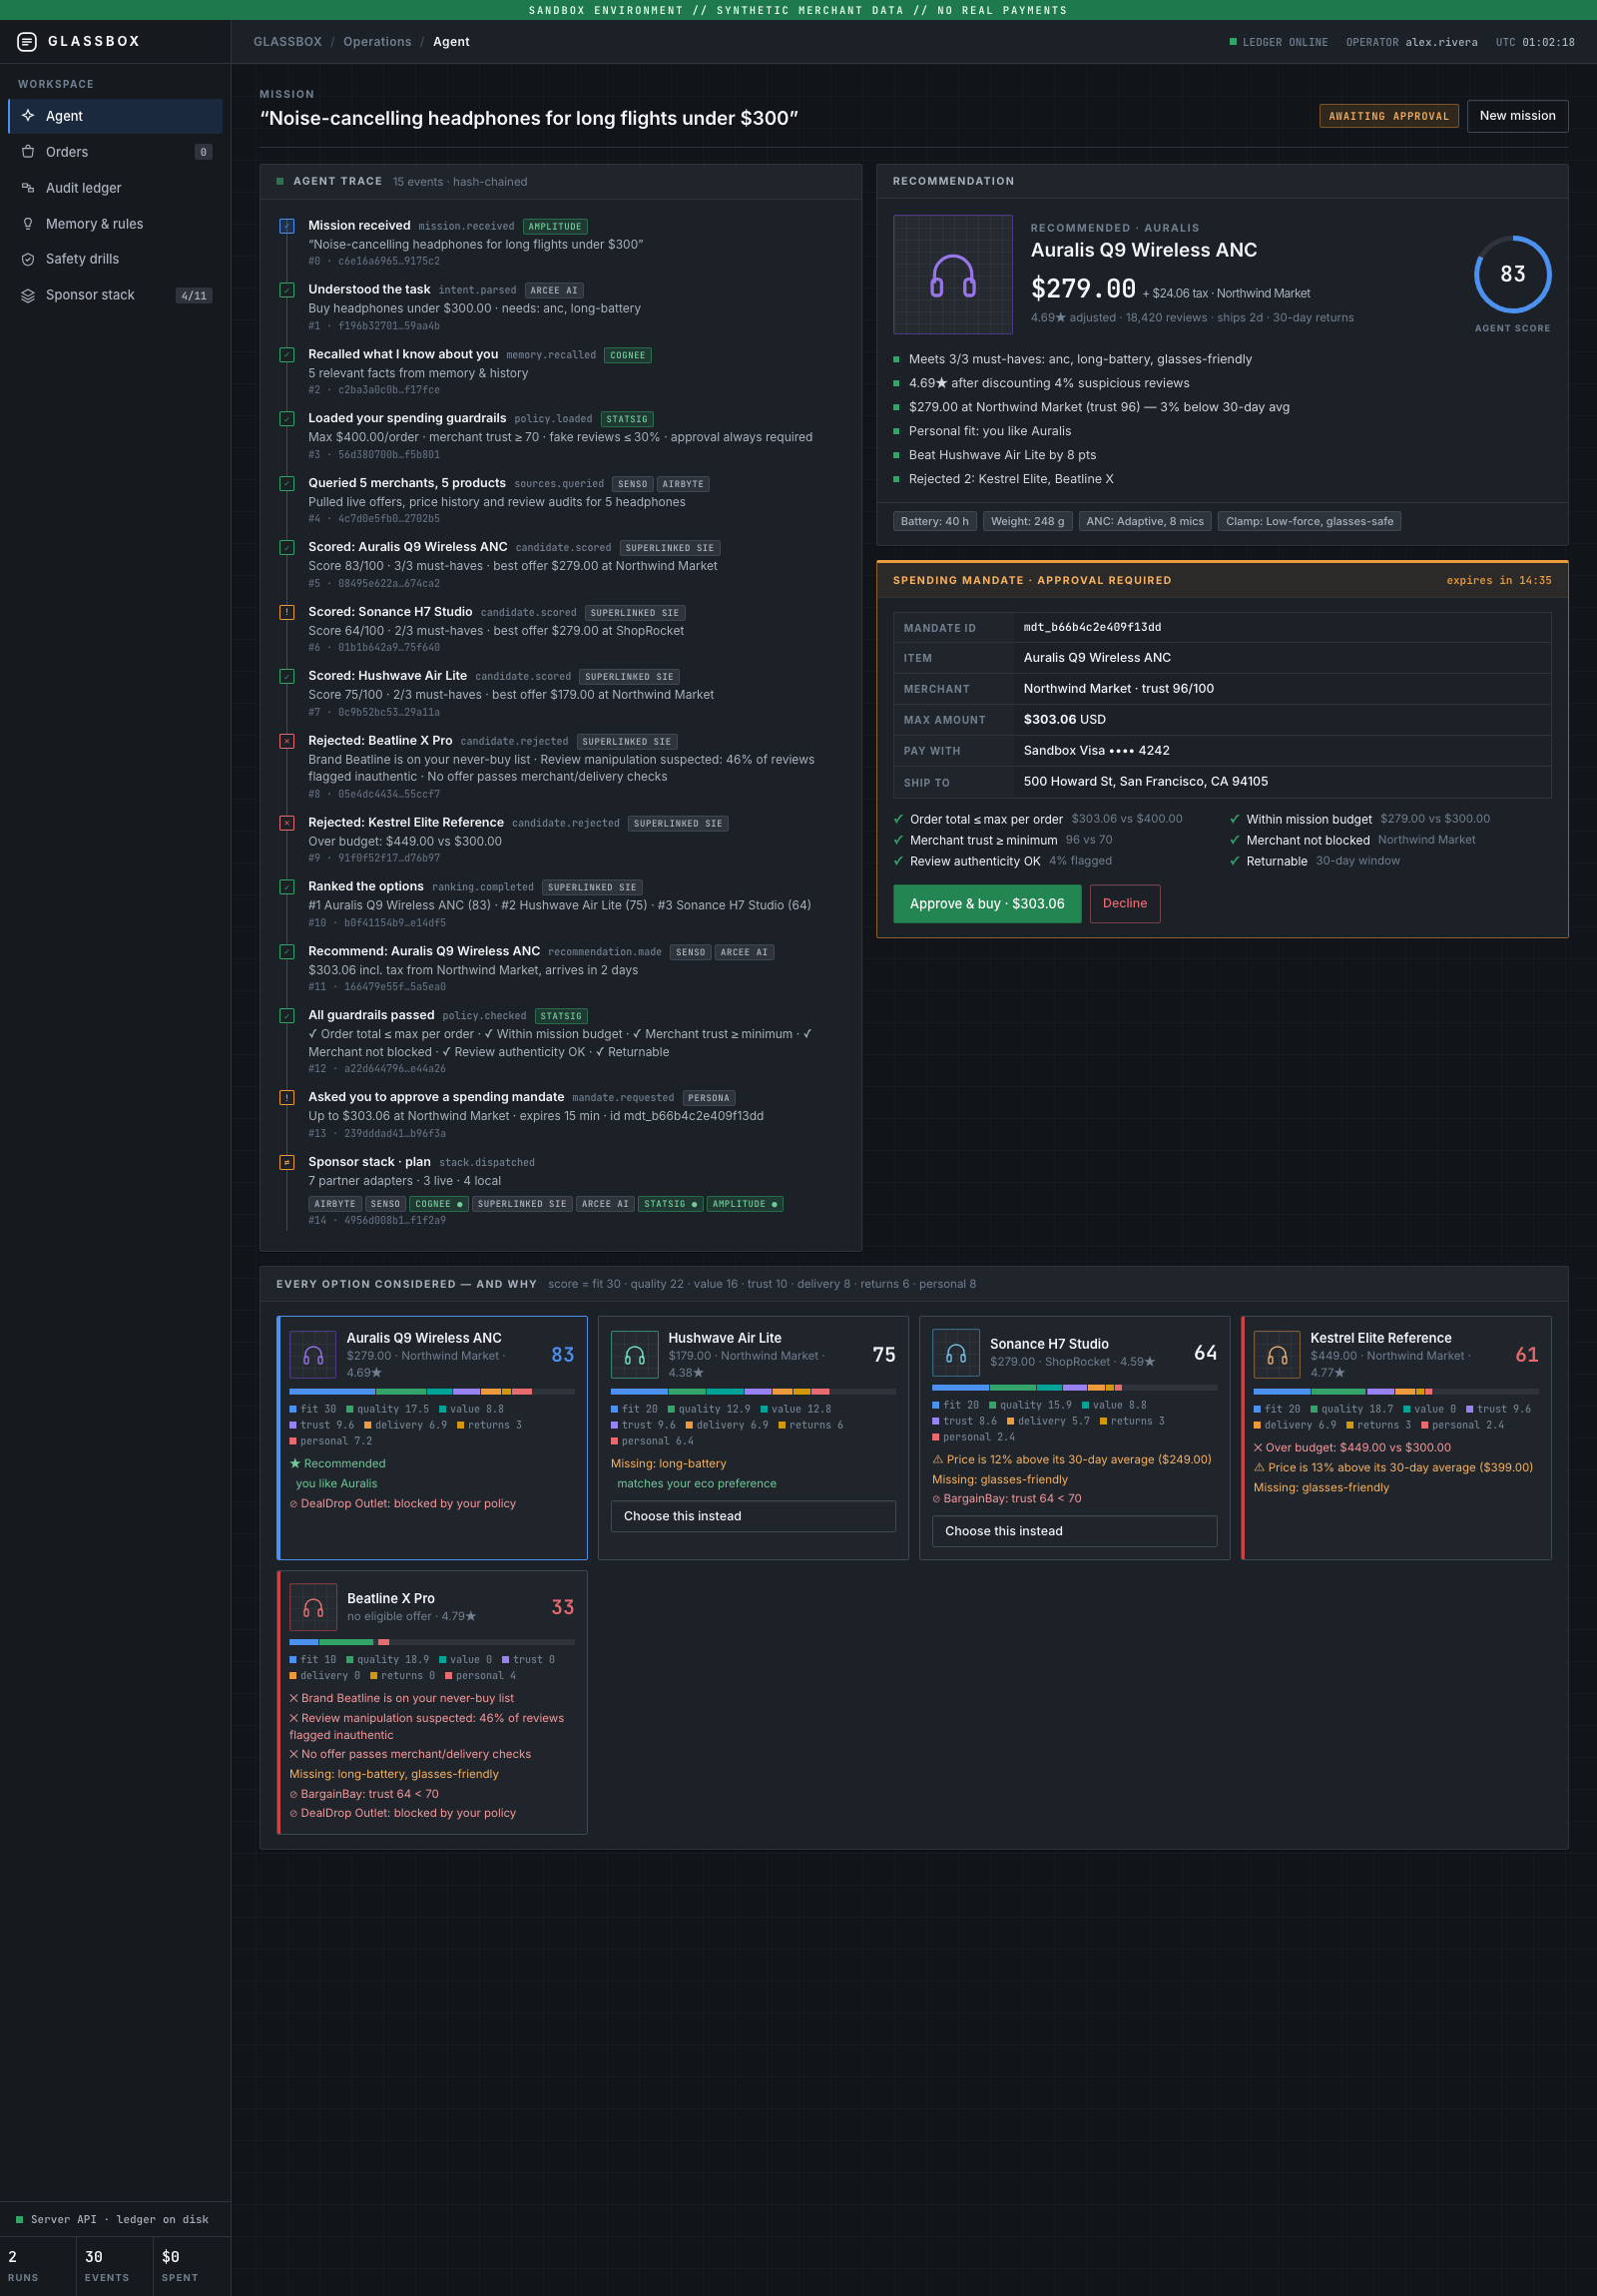 SANDBOX ENVIRONMENT // SYNTHETIC MERCHANT DATA // NO REAL PAYMENTS
GLASSBOX
GLASSBOX / Operations / Agent
LEDGER ONLINE OPERATOR alex.rivera UTC 01:02:18
WORKSPACE
Agent
Orders 0
Audit ledger
Memory & rules
Safety drills
Sponsor stack 4/11
MISSION
“Noise-cancelling headphones for long flights under $300”
AWAITING APPROVAL
New mission
AGENT TRACE 15 events · hash-chained
Mission received mission.received AMPLITUDE
“Noise-cancelling headphones for long flights under $300”
#0 · c6e16a6965…9175c2
Understood the task intent.parsed ARCEE AI
Buy headphones under $300.00 · needs: anc, long-battery
#1 · f196b32701…59aa4b
Recalled what I know about you memory.recalled COGNEE
5 relevant facts from memory & history
#2 · c2ba3a0c0b…f17fce
Loaded your spending guardrails policy.loaded STATSIG
Max $400.00/order · merchant trust ≥ 70 · fake reviews ≤ 30% · approval always required
#3 · 56d380700b…f5b801
Queried 5 merchants, 5 products sources.queried SENSO AIRBYTE
Pulled live offers, price history and review audits for 5 headphones
#4 · 4c7d0e5fb0…2702b5
Scored: Auralis Q9 Wireless ANC candidate.scored SUPERLINKED SIE
Score 83/100 · 3/3 must-haves · best offer $279.00 at Northwind Market
#5 · 08495e622a…674ca2
Scored: Sonance H7 Studio candidate.scored SUPERLINKED SIE
Score 64/100 · 2/3 must-haves · best offer $279.00 at ShopRocket
#6 · 01b1b642a9…75f640
Scored: Hushwave Air Lite candidate.scored SUPERLINKED SIE
Score 75/100 · 2/3 must-haves · best offer $179.00 at Northwind Market
#7 · 0c9b52bc53…29a11a
Rejected: Beatline X Pro candidate.rejected SUPERLINKED SIE
Brand Beatline is on your never-buy list · Review manipulation suspected: 46% of reviews
flagged inauthentic · No offer passes merchant/delivery checks
#8 · 05e4dc4434…55ccf7
Rejected: Kestrel Elite Reference candidate.rejected SUPERLINKED SIE
Over budget: $449.00 vs $300.00
#9 · 91f0f52f17…d76b97
Ranked the options ranking.completed SUPERLINKED SIE
#1 Auralis Q9 Wireless ANC (83) · #2 Hushwave Air Lite (75) · #3 Sonance H7 Studio (64)
#10 · b0f41154b9…e14df5
Recommend: Auralis Q9 Wireless ANC recommendation.made SENSO ARCEE AI
$303.06 incl. tax from Northwind Market, arrives in 2 days
#11 · 166479e55f…5a5ea0
All guardrails passed policy.checked STATSIG
✓ Order total ≤ max per order · ✓ Within mission budget · ✓ Merchant trust ≥ minimum · ✓
Merchant not blocked · ✓ Review authenticity OK · ✓ Returnable
#12 · a22d644796…e44a26
Asked you to approve a spending mandate mandate.requested PERSONA
Up to $303.06 at Northwind Market · expires 15 min · id mdt_b66b4c2e409f13dd
#13 · 239dddad41…b96f3a
Sponsor stack · plan stack.dispatched
7 partner adapters · 3 live · 4 local
AIRBYTE SENSO COGNEE ● SUPERLINKED SIE ARCEE AI STATSIG ● AMPLITUDE ●
#14 · 4956d008b1…f1f2a9
RECOMMENDATION
RECOMMENDED · AURALIS
Auralis Q9 Wireless ANC
$279.00 + $24.06 tax · Northwind Market
4.69★ adjusted · 18,420 reviews · ships 2d · 30-day returns
83
AGENT SCORE
Meets 3/3 must-haves: anc, long-battery, glasses-friendly
4.69★ after discounting 4% suspicious reviews
$279.00 at Northwind Market (trust 96) — 3% below 30-day avg
Personal fit: you like Auralis
Beat Hushwave Air Lite by 8 pts
Rejected 2: Kestrel Elite, Beatline X
Battery: 40 h Weight: 248 g ANC: Adaptive, 8 mics Clamp: Low-force, glasses-safe
SPENDING MANDATE · APPROVAL REQUIRED expires in 14:35
MANDATE ID mdt_b66b4c2e409f13dd
ITEM Auralis Q9 Wireless ANC
MERCHANT Northwind Market · trust 96/100
MAX AMOUNT $303.06 USD
PAY WITH Sandbox Visa •••• 4242
SHIP TO 500 Howard St, San Francisco, CA 94105
✓ Order total ≤ max per order $303.06 vs $400.00 ✓ Within mission budget $279.00 vs $300.00
✓ Merchant trust ≥ minimum 96 vs 70 ✓ Merchant not blocked Northwind Market
✓ Review authenticity OK 4% flagged ✓ Returnable 30-day window
Approve & buy · $303.06 Decline
EVERY OPTION CONSIDERED — AND WHY score = fit 30 · quality 22 · value 16 · trust 10 · delivery 8 · returns 6 · personal 8
Auralis Q9 Wireless ANC
$279.00 · Northwind Market ·
4.69★
83
fit 30 quality 17.5 value 8.8
trust 9.6 delivery 6.9 returns 3
personal 7.2
★ Recommended
you like Auralis
⊘ DealDrop Outlet: blocked by your policy
Hushwave Air Lite
$179.00 · Northwind Market ·
4.38★
75
fit 20 quality 12.9 value 12.8
trust 9.6 delivery 6.9 returns 6
personal 6.4
Missing: long-battery
matches your eco preference
Choose this instead
Sonance H7 Studio
$279.00 · ShopRocket · 4.59★
64
fit 20 quality 15.9 value 8.8
trust 8.6 delivery 5.7 returns 3
personal 2.4
⚠ Price is 12% above its 30-day average ($249.00)
Missing: glasses-friendly
⊘ BargainBay: trust 64 < 70
Choose this instead
Kestrel Elite Reference
$449.00 · Northwind Market ·
4.77★
61
fit 20 quality 18.7 value 0 trust 9.6
delivery 6.9 returns 3 personal 2.4
✕ Over budget: $449.00 vs $300.00
⚠ Price is 13% above its 30-day average ($399.00)
Missing: glasses-friendly
Beatline X Pro
no eligible offer · 4.79★
33
fit 10 quality 18.9 value 0 trust 0
delivery 0 returns 0 personal 4
✕ Brand Beatline is on your never-buy list
✕ Review manipulation suspected: 46% of reviews
flagged inauthentic
✕ No offer passes merchant/delivery checks
Missing: long-battery, glasses-friendly
⊘ BargainBay: trust 64 < 70
⊘ DealDrop Outlet: blocked by your policy
Server API · ledger on disk
2 30 $0
RUNS EVENTS SPENT